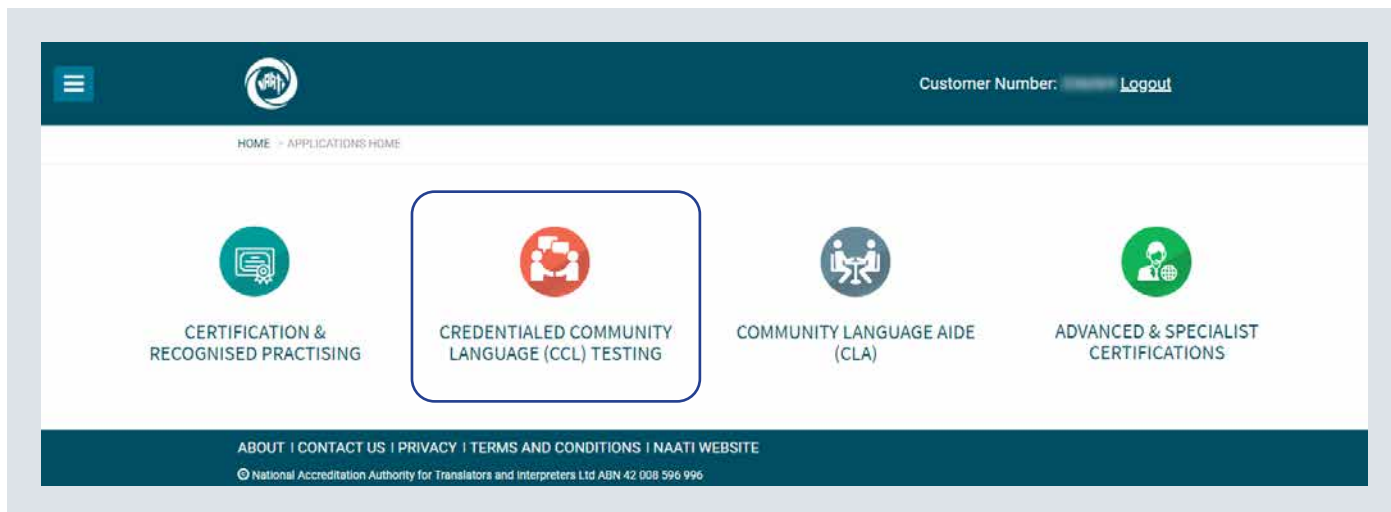 Customer Number: Logout
HOME > APPLICATIONS HOME
CERTIFICATION &
RECOGNISED PRACTISING
CREDENTIALED COMMUNITY
LANGUAGE (CCL) TESTING
COMMUNITY LANGUAGE AIDE
(CLA)
ADVANCED & SPECIALIST
CERTIFICATIONS
ABOUT | CONTACT US | PRIVACY | TERMS AND CONDITIONS | NAATI WEBSITE
© National Accreditation Authority for Translators and Interpreters Ltd ABN 42 008 596 996